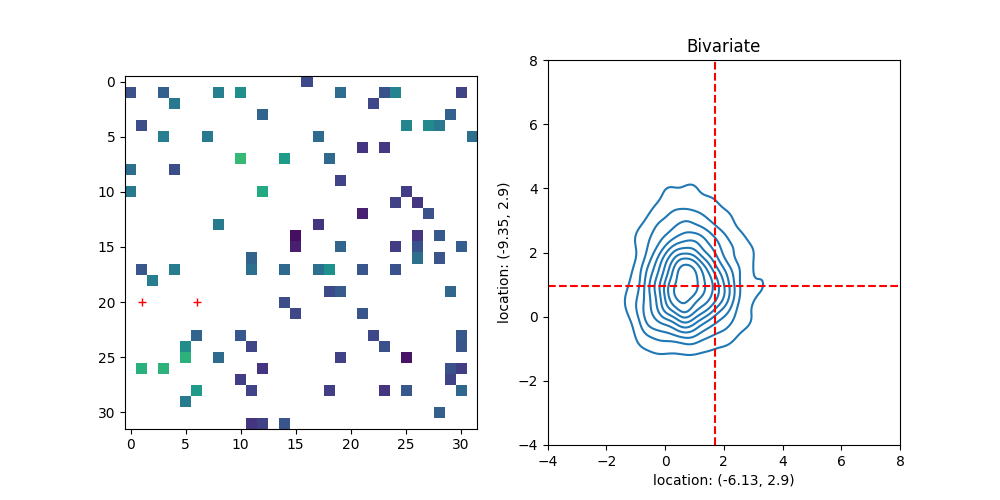 Bivariate
0
5
10
15
20
25
30
0 5 10 15 20 25 30
location: (-9.35, 2.9)
8
6
4
2
0
−2
−4
−4 −2 0 2 4 6 8
location: (-6.13, 2.9)